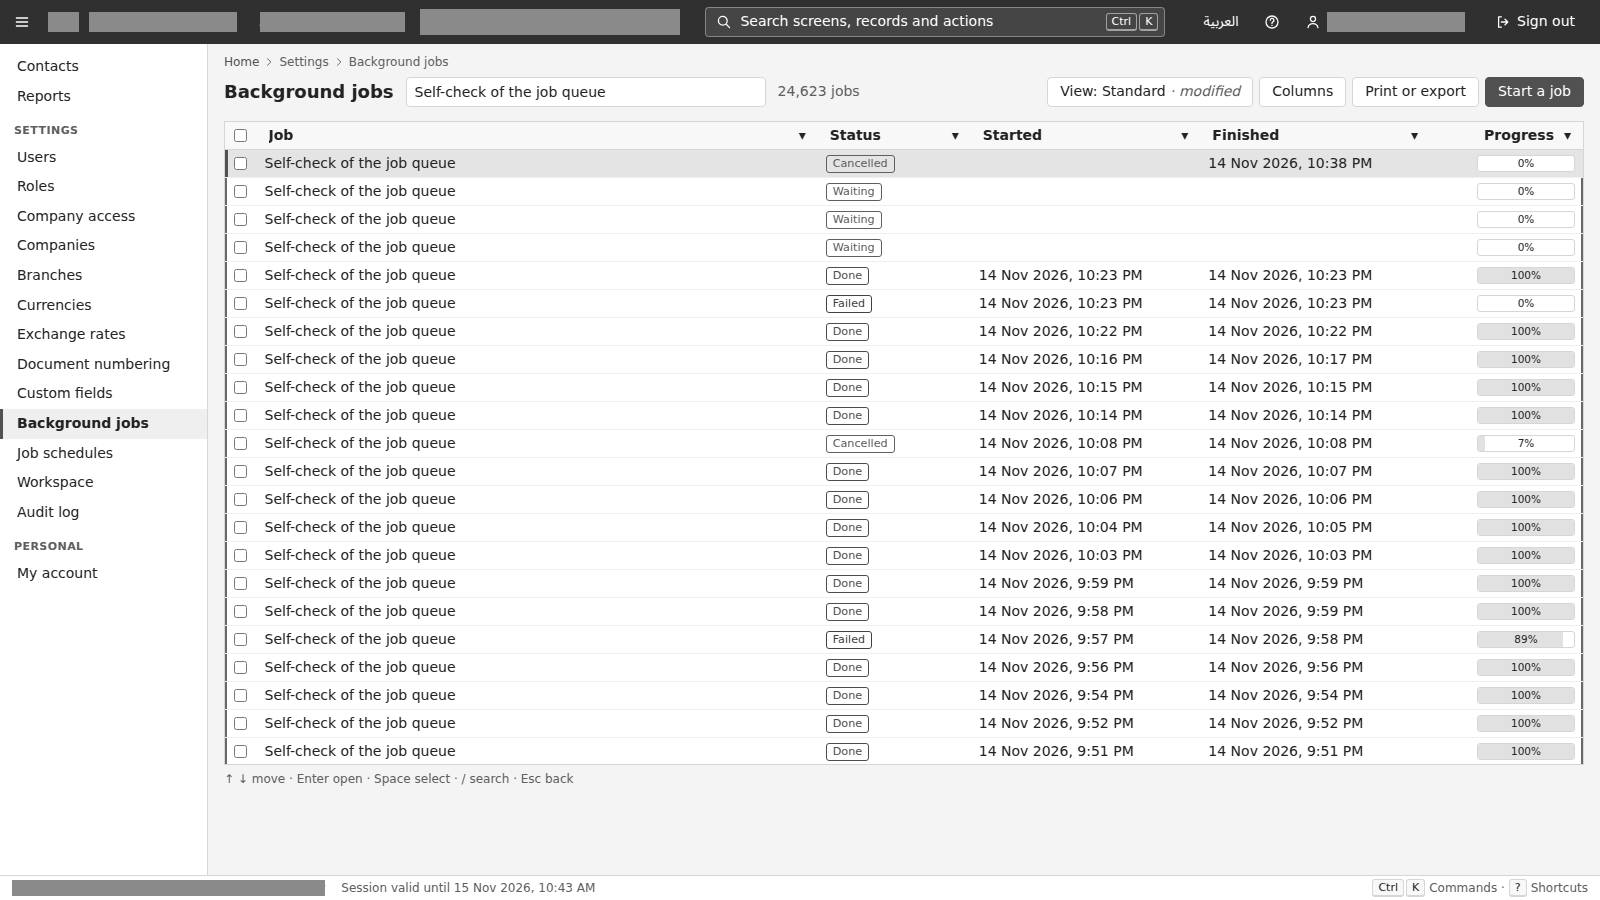 Search screens, records and actions Ctrl K العربية Sign out
Contacts
Reports
SETTINGS
Users
Roles
Company access
Companies
Branches
Currencies
Exchange rates
Document numbering
Custom fields
Background jobs
Job schedules
Workspace
Audit log
PERSONAL
My account
Home > Settings > Background jobs
Background jobs Self-check of the job queue 24,623 jobs View: Standard · modified Columns Print or export Start a job
Job ▼ Status ▼ Started ▼ Finished ▼ Progress ▼
Self-check of the job queue Cancelled 14 Nov 2026, 10:38 PM 0%
Self-check of the job queue Waiting 0%
Self-check of the job queue Waiting 0%
Self-check of the job queue Waiting 0%
Self-check of the job queue Done 14 Nov 2026, 10:23 PM 14 Nov 2026, 10:23 PM 100%
Self-check of the job queue Failed 14 Nov 2026, 10:23 PM 14 Nov 2026, 10:23 PM 0%
Self-check of the job queue Done 14 Nov 2026, 10:22 PM 14 Nov 2026, 10:22 PM 100%
Self-check of the job queue Done 14 Nov 2026, 10:16 PM 14 Nov 2026, 10:17 PM 100%
Self-check of the job queue Done 14 Nov 2026, 10:15 PM 14 Nov 2026, 10:15 PM 100%
Self-check of the job queue Done 14 Nov 2026, 10:14 PM 14 Nov 2026, 10:14 PM 100%
Self-check of the job queue Cancelled 14 Nov 2026, 10:08 PM 14 Nov 2026, 10:08 PM 7%
Self-check of the job queue Done 14 Nov 2026, 10:07 PM 14 Nov 2026, 10:07 PM 100%
Self-check of the job queue Done 14 Nov 2026, 10:06 PM 14 Nov 2026, 10:06 PM 100%
Self-check of the job queue Done 14 Nov 2026, 10:04 PM 14 Nov 2026, 10:05 PM 100%
Self-check of the job queue Done 14 Nov 2026, 10:03 PM 14 Nov 2026, 10:03 PM 100%
Self-check of the job queue Done 14 Nov 2026, 9:59 PM 14 Nov 2026, 9:59 PM 100%
Self-check of the job queue Done 14 Nov 2026, 9:58 PM 14 Nov 2026, 9:59 PM 100%
Self-check of the job queue Failed 14 Nov 2026, 9:57 PM 14 Nov 2026, 9:58 PM 89%
Self-check of the job queue Done 14 Nov 2026, 9:56 PM 14 Nov 2026, 9:56 PM 100%
Self-check of the job queue Done 14 Nov 2026, 9:54 PM 14 Nov 2026, 9:54 PM 100%
Self-check of the job queue Done 14 Nov 2026, 9:52 PM 14 Nov 2026, 9:52 PM 100%
Self-check of the job queue Done 14 Nov 2026, 9:51 PM 14 Nov 2026, 9:51 PM 100%
↑ ↓ move · Enter open · Space select · / search · Esc back
Session valid until 15 Nov 2026, 10:43 AM Ctrl K Commands · ? Shortcuts